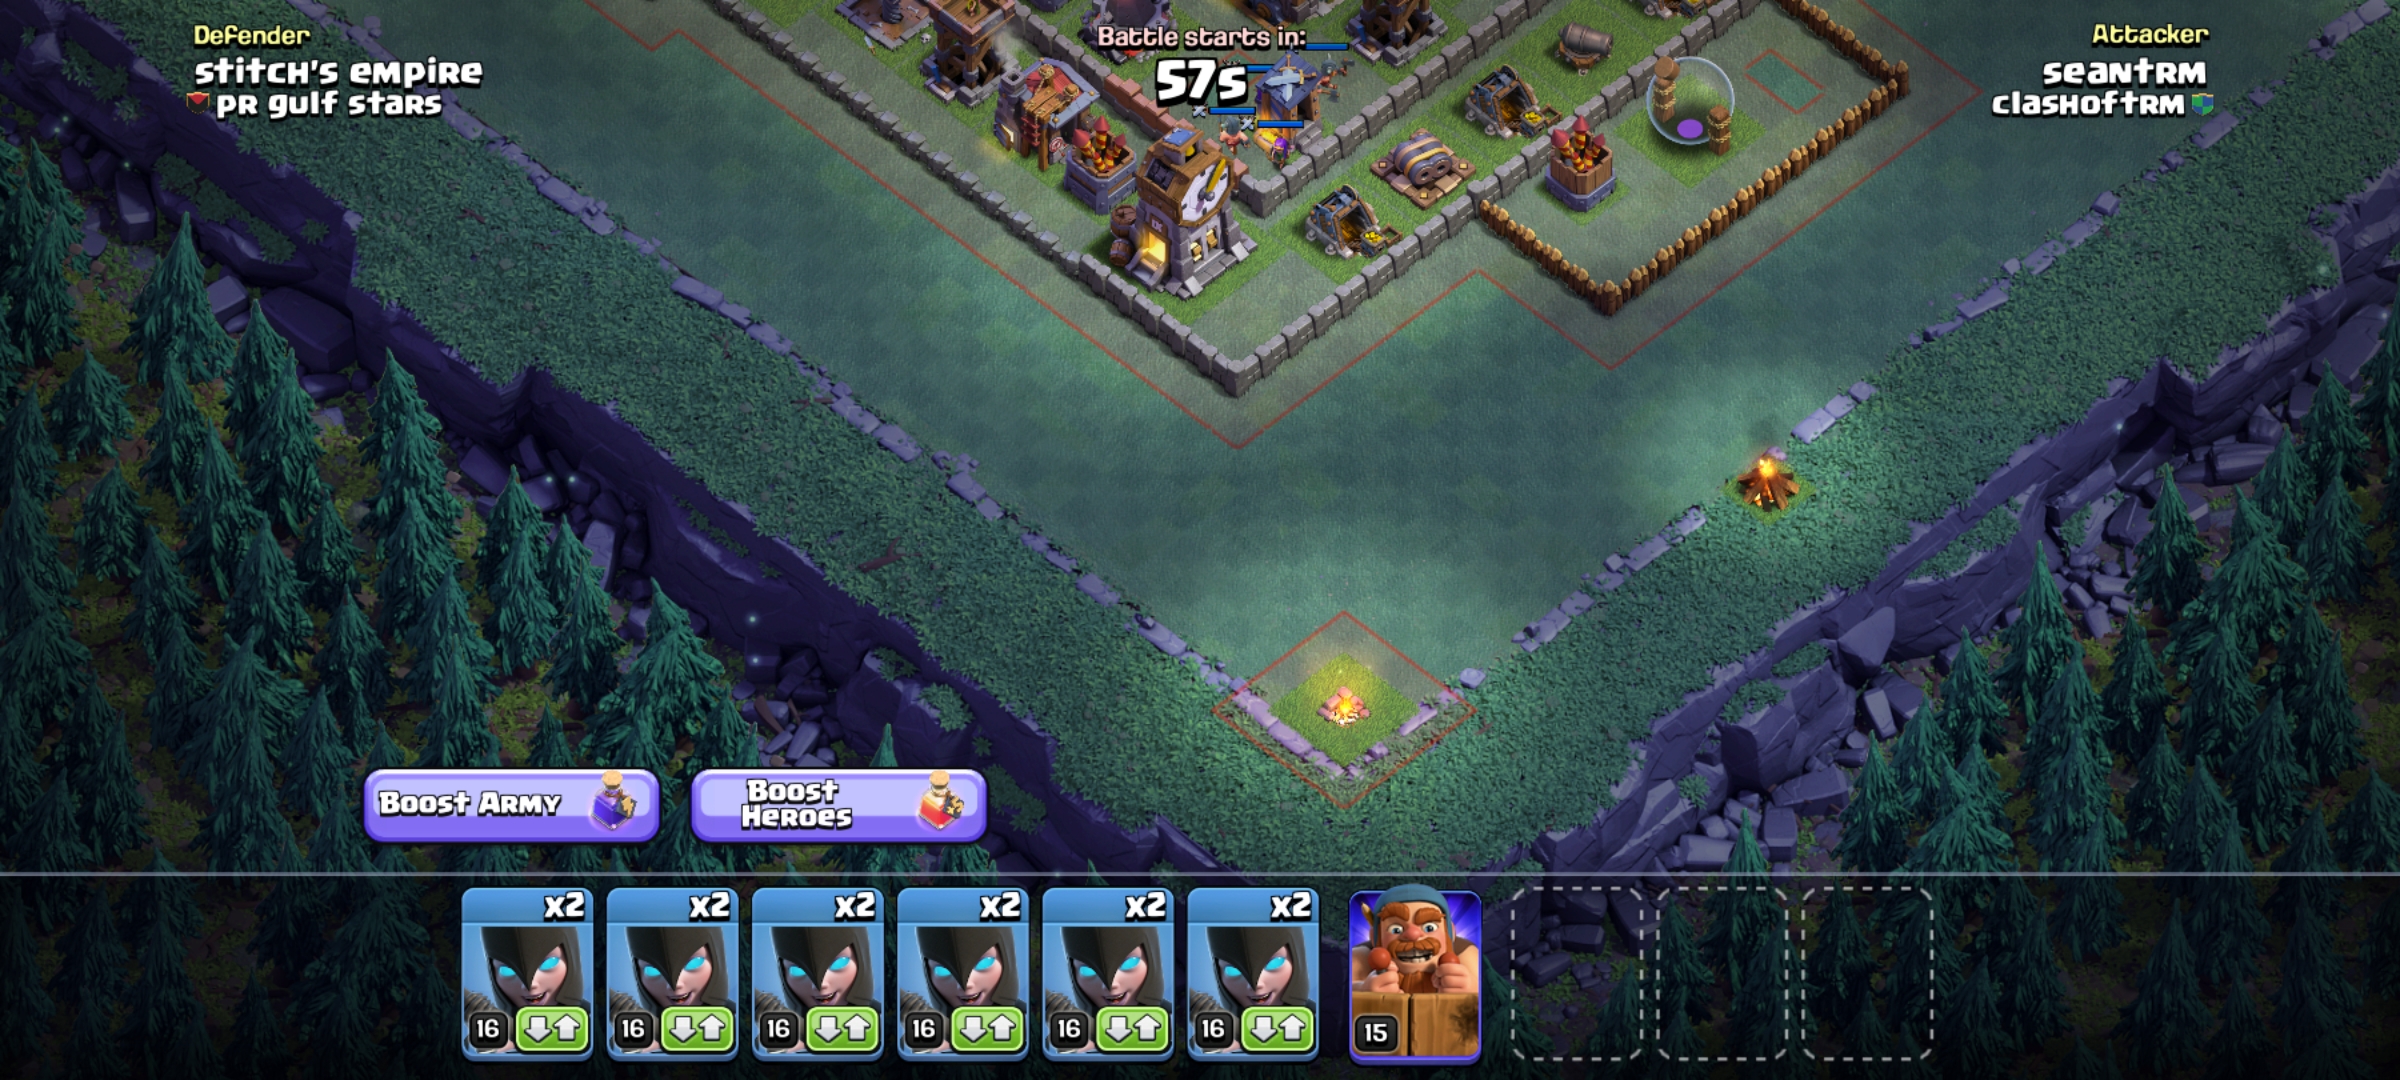 Defender
stitch's empire
pr gulf stars
Battle starts in:
57s
Attacker
seantrm
clashoftrm
Boost Army
Boost
Heroes
x2
x2
x2
x2
x2
x2
16
16
16
16
16
16
15